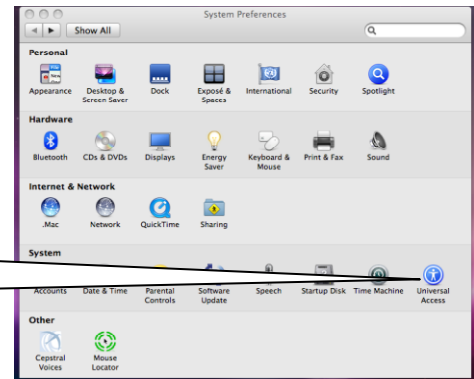 System Preferences
Show All
Personal
Appearance
Desktop &
Screen Saver
Dock
Exposé &
Spaces
International
Security
Spotlight
Hardware
Bluetooth
CDs & DVDs
Displays
Energy
Saver
Keyboard &
Mouse
Print & Fax
Sound
Internet & Network
.Mac
Network
QuickTime
Sharing
System
Accounts
Date & Time
Parental
Controls
Software
Update
Speech
Startup Disk
Time Machine
Universal
Access
Other
Cepstral
Voices
Mouse
Locator